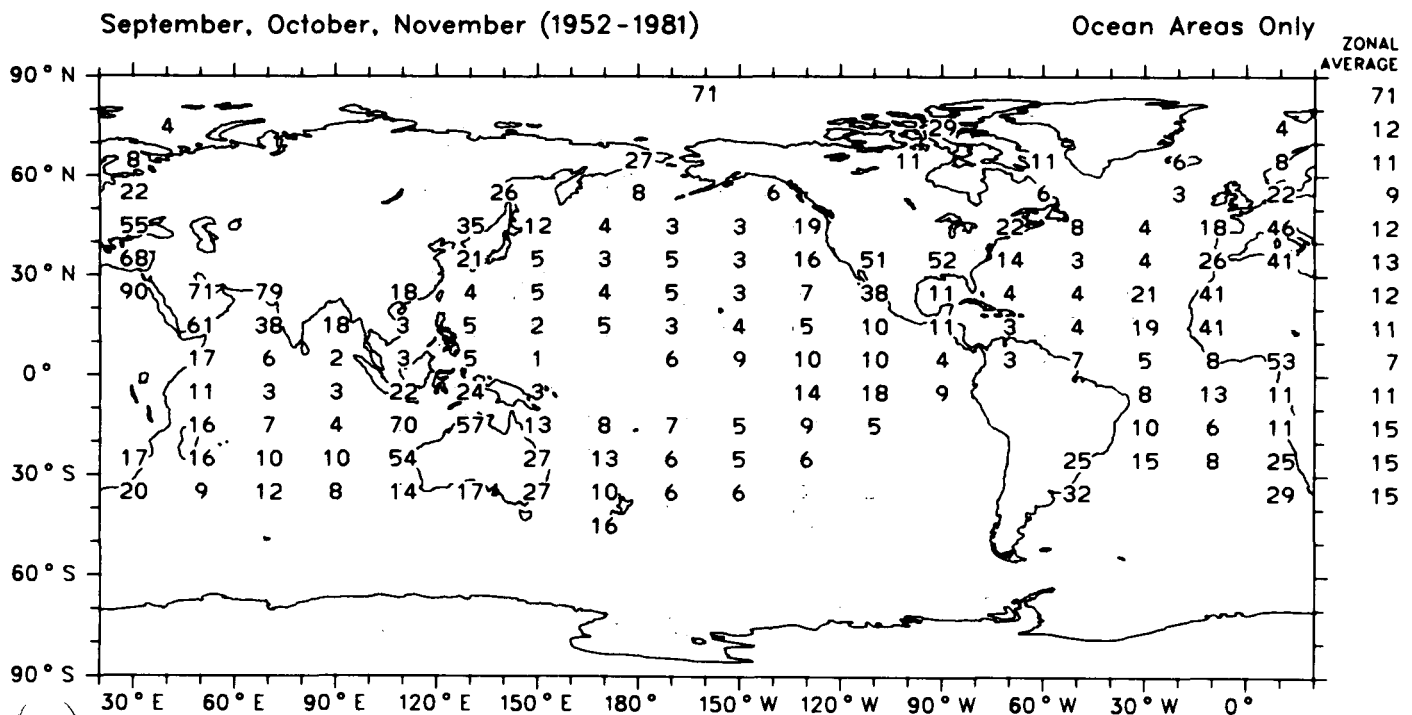 September, October, November (1952-1981) Ocean Areas Only
ZONAL
AVERAGE
90° N
71 71
4 29 4 12
8 27 11 11 6 8 11
60° N
22 26 8 6 6 3 22 9
55 35 12 4 3 3 19 22 8 4 18 46 12
68 21 5 3 5 3 16 51 52 14 3 4 26 41 13
30° N
90 71 79 18 4 5 4 5 3 7 38 11 4 4 21 41 12
61 38 18 3 5 2 5 3 4 5 10 11 3 4 19 41 11
17 6 2 3 5 1 6 9 10 10 4 3 7 5 8 53 7
0°
11 3 3 22 24 3 14 18 9 8 13 11 11
16 7 4 70 57 13 8 7 5 9 5 10 6 11 15
17 16 10 10 54 27 13 6 5 6 25 15 8 25 15
30° S
20 9 12 8 14 17 27 10 6 6 32 29 15
16
60° S
90° S
30° E 60° E 90° E 120° E 150° E 180° 150° W 120° W 90° W 60° W 30° W 0°